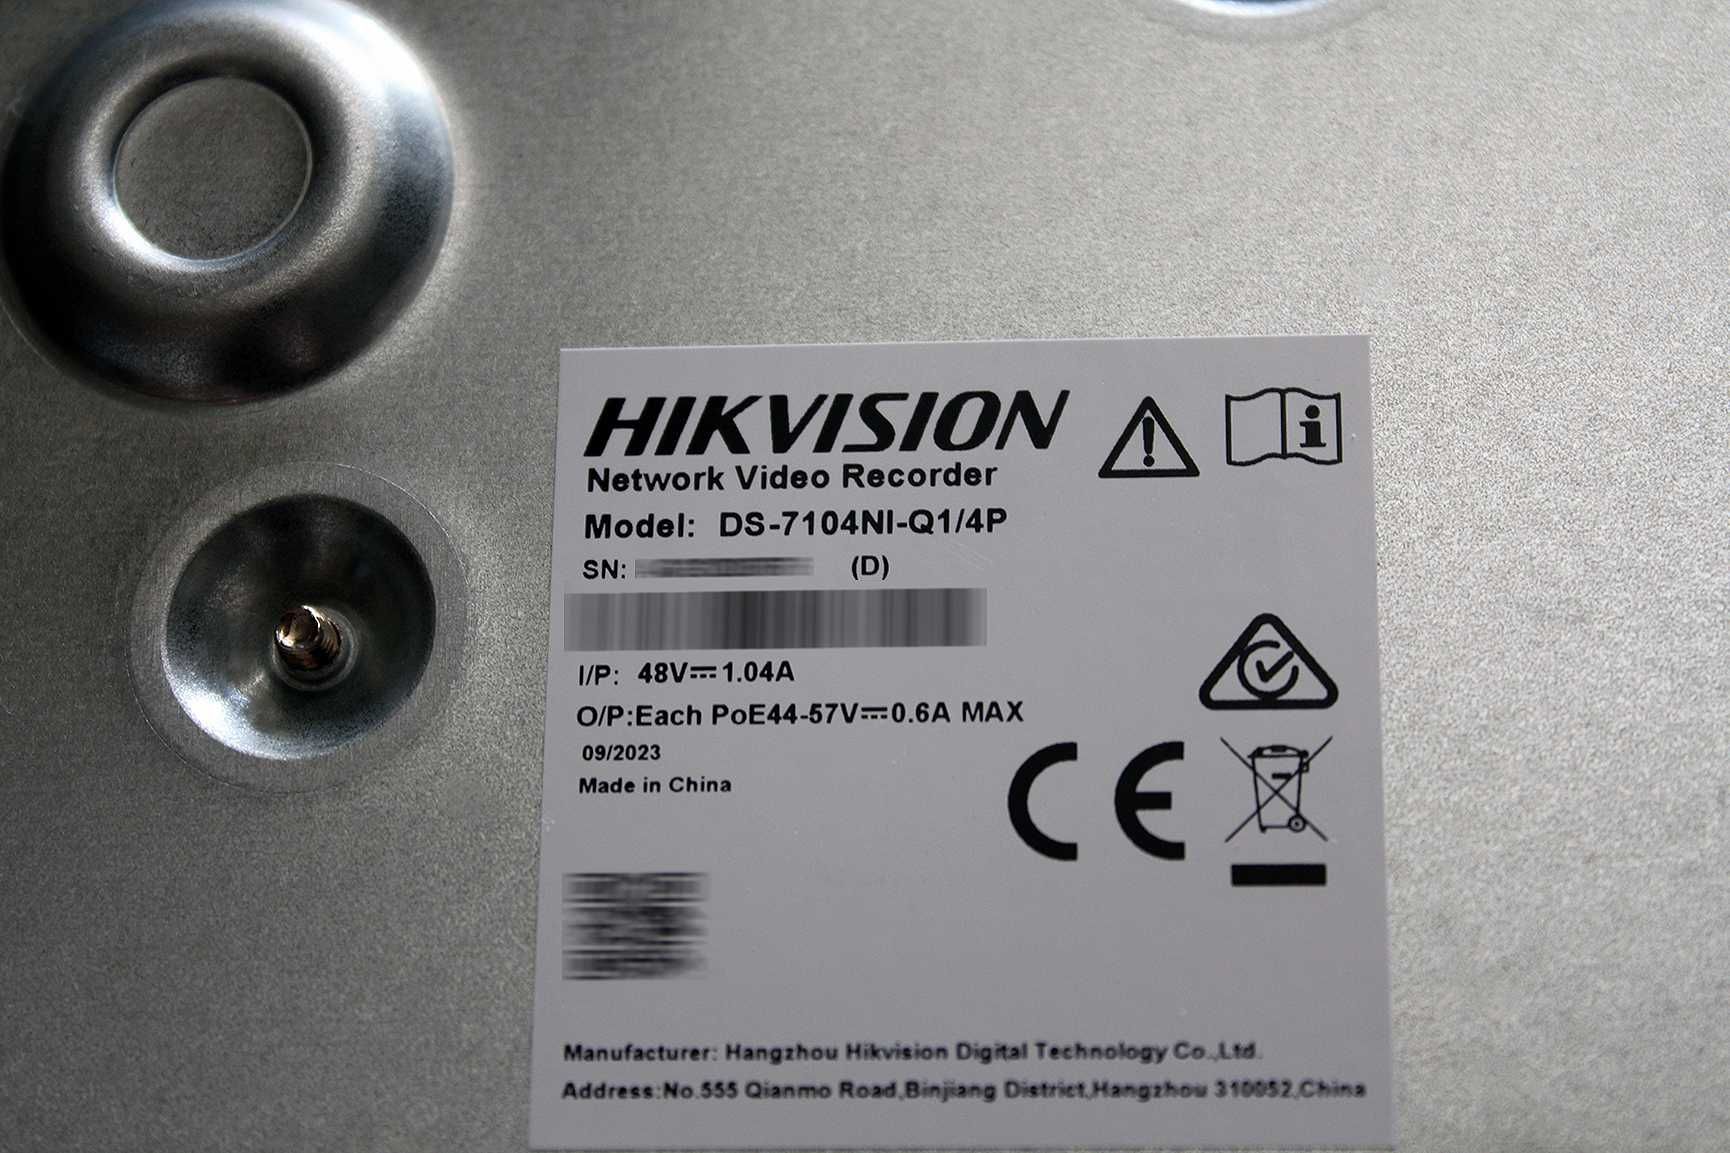 HIKVISION
Network Video Recorder
Model: DS-7104NI-Q1/4P
SN: (D)
I/P: 48V⎓1.04A
O/P:Each PoE44-57V⎓0.6A MAX
09/2023
Made in China
CE
Manufacturer: Hangzhou Hikvision Digital Technology Co.,Ltd.
Address:No.555 Qianmo Road,Binjiang District,Hangzhou 310052,China